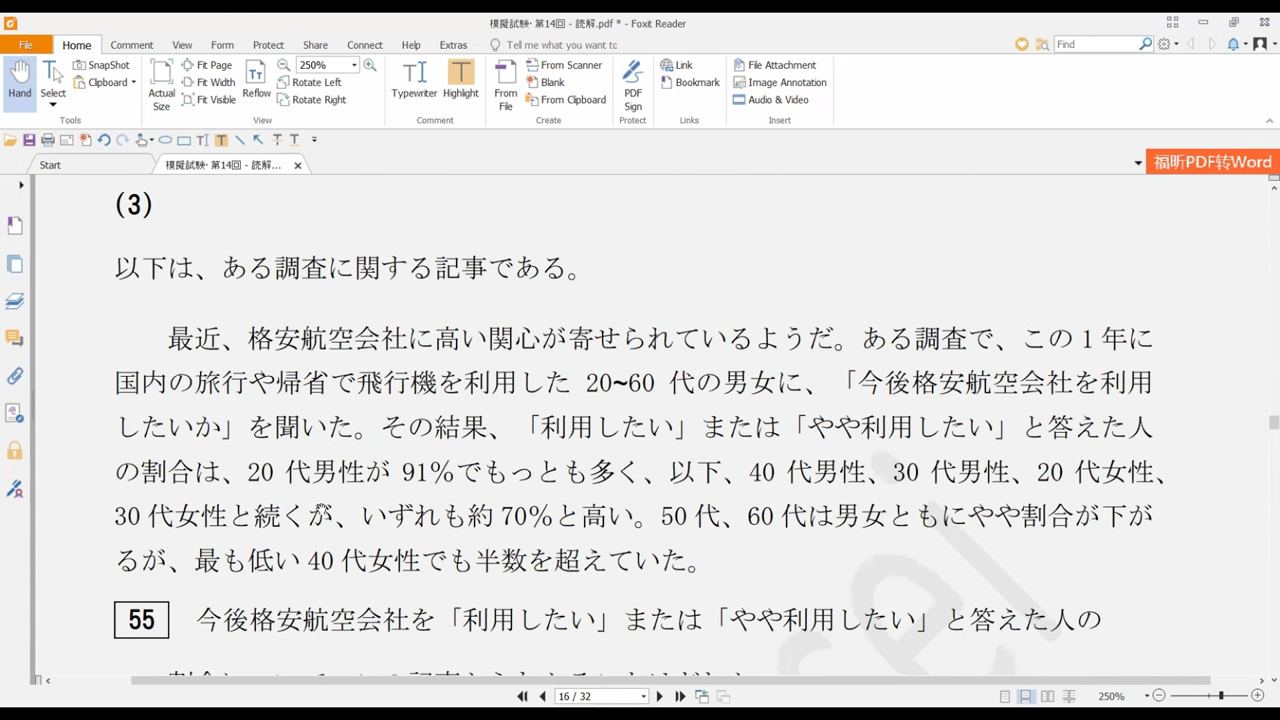 模擬試験· 第14回 - 読解.pdf * - Foxit Reader
File Home Comment View Form Protect Share Connect Help Extras Tell me what you want to Find
Hand Select SnapShot Clipboard Actual Size Fit Page Fit Width Fit Visible Reflow 250% Rotate Left Rotate Right Typewriter Highlight From File From Scanner Blank From Clipboard PDF Sign Link Bookmark File Attachment Image Annotation Audio & Video
Tools View Comment Create Protect Links Insert
Start 模擬試験· 第14回 - 読解... 福昕PDF转Word
(3)
以下は、ある調査に関する記事である。
最近、格安航空会社に高い関心が寄せられているようだ。ある調査で、この1年に
国内の旅行や帰省で飛行機を利用した 20~60 代の男女に、「今後格安航空会社を利用
したいか」を聞いた。その結果、「利用したい」または「やや利用したい」と答えた人
の割合は、20 代男性が 91%でもっとも多く、以下、40 代男性、30 代男性、20 代女性、
30 代女性と続くが、いずれも約 70%と高い。50 代、60 代は男女ともにやや割合が下が
るが、最も低い 40 代女性でも半数を超えていた。
55 今後格安航空会社を「利用したい」または「やや利用したい」と答えた人の
16 / 32 250%